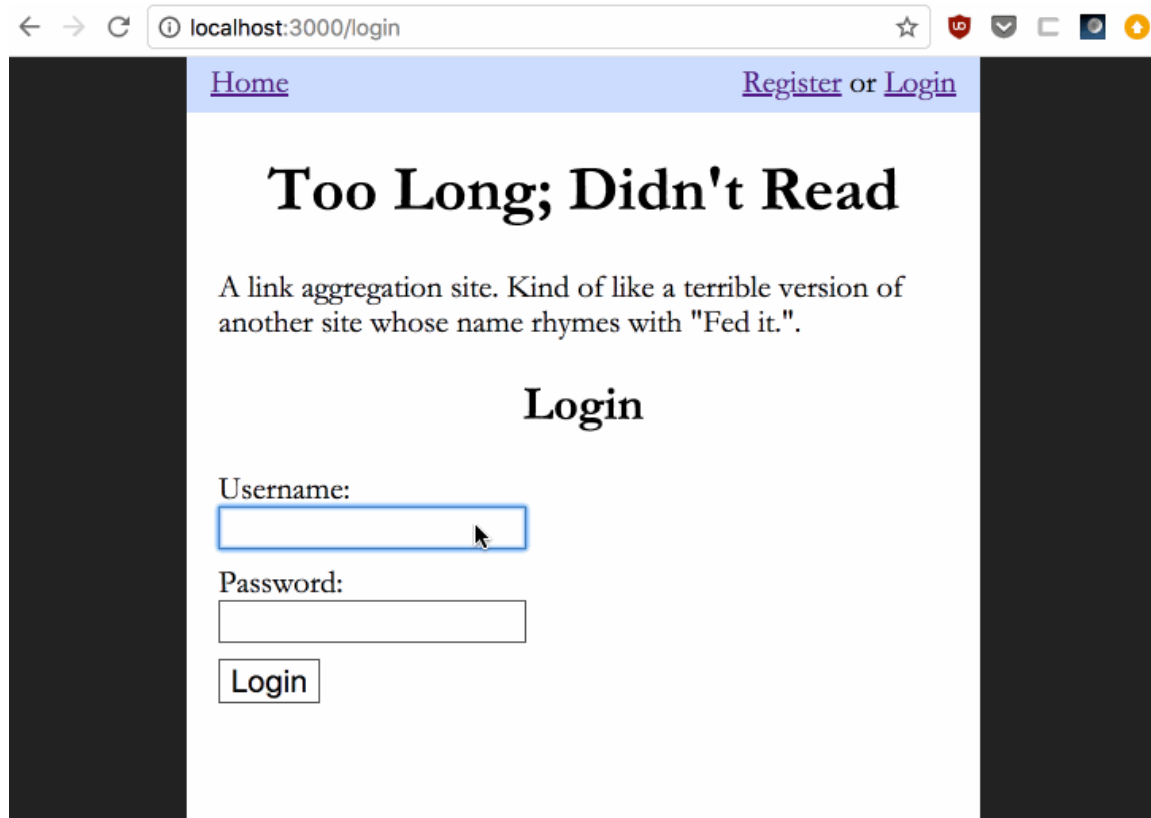 localhost:3000/login
Home Register or Login
Too Long; Didn't Read
A link aggregation site. Kind of like a terrible version of
another site whose name rhymes with "Fed it.".
Login
Username:
Password:
Login